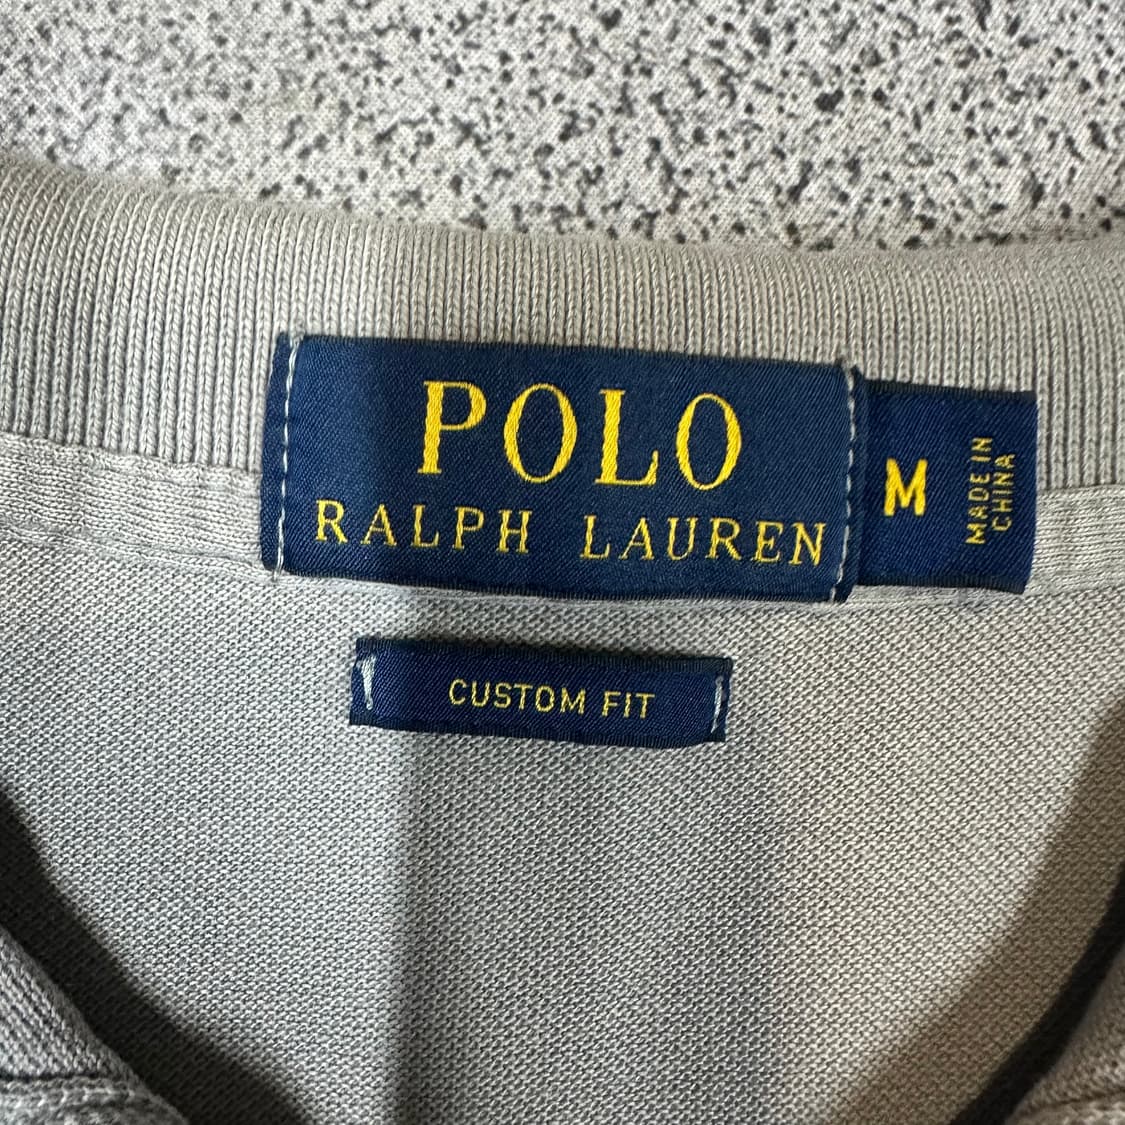 POLO
RALPH LAUREN
M
MADE IN
CHINA
CUSTOM FIT